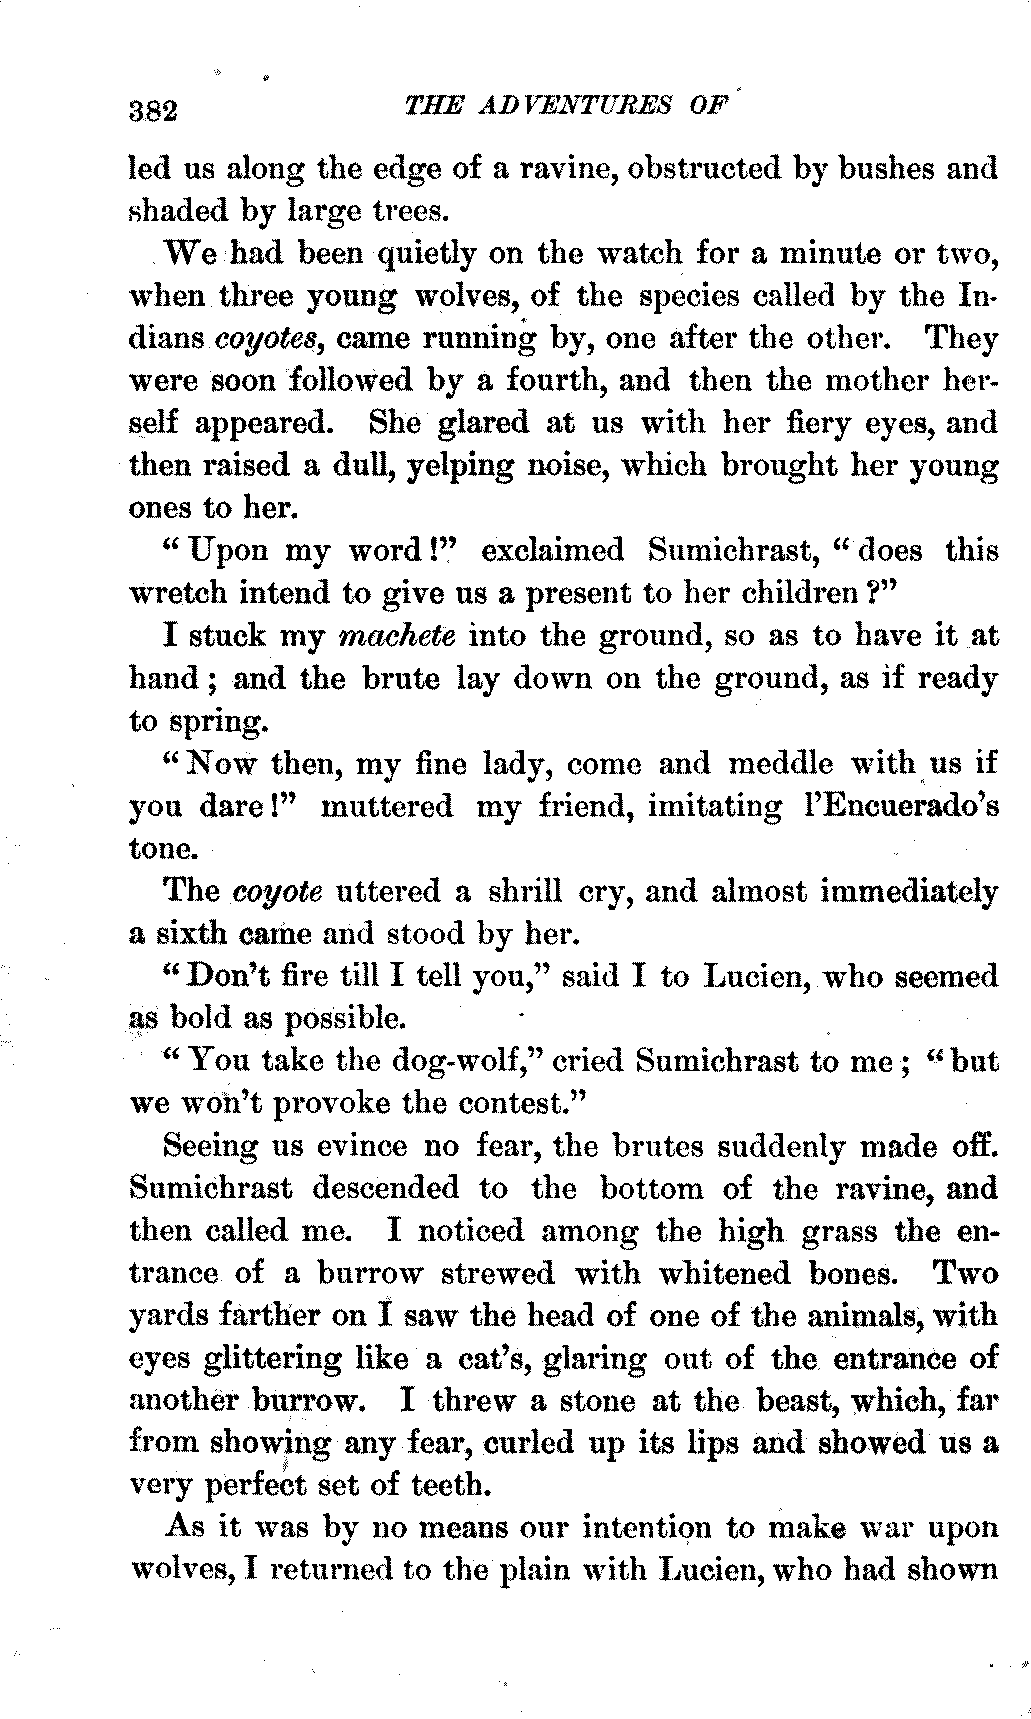 382 THE ADVENTURES OF
led us along the edge of a ravine, obstructed by bushes and
shaded by large trees.
We had been quietly on the watch for a minute or two,
when three young wolves, of the species called by the In-
dians coyotes, came running by, one after the other. They
were soon followed by a fourth, and then the mother her-
self appeared. She glared at us with her fiery eyes, and
then raised a dull, yelping noise, which brought her young
ones to her.
"Upon my word!" exclaimed Sumichrast, "does this
wretch intend to give us a present to her children?"
I stuck my machete into the ground, so as to have it at
hand; and the brute lay down on the ground, as if ready
to spring.
"Now then, my fine lady, come and meddle with us if
you dare!" muttered my friend, imitating l'Encuerado's
tone.
The coyote uttered a shrill cry, and almost immediately
a sixth came and stood by her.
"Don't fire till I tell you," said I to Lucien, who seemed
as bold as possible.
"You take the dog-wolf," cried Sumichrast to me; "but
we won't provoke the contest."
Seeing us evince no fear, the brutes suddenly made off.
Sumichrast descended to the bottom of the ravine, and
then called me. I noticed among the high grass the en-
trance of a burrow strewed with whitened bones. Two
yards farther on I saw the head of one of the animals, with
eyes glittering like a cat's, glaring out of the entrance of
another burrow. I threw a stone at the beast, which, far
from showing any fear, curled up its lips and showed us a
very perfect set of teeth.
As it was by no means our intention to make war upon
wolves, I returned to the plain with Lucien, who had shown